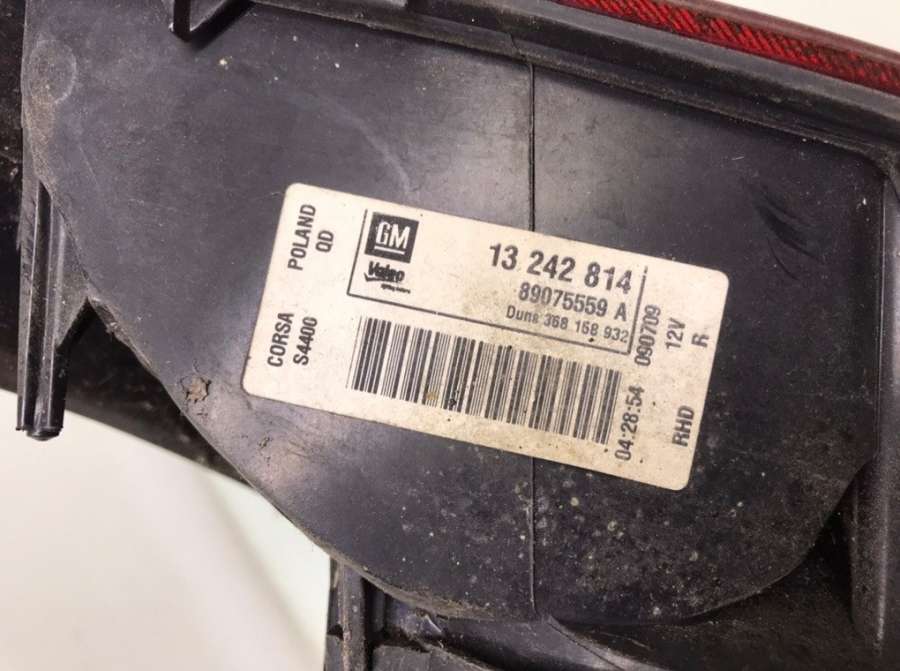 POLAND
QD
CORSA
S4400
GM
Valeo
13 242 814
89075559 A
Duns 368 168 932
090709
12V
R
04:28:54
RHD